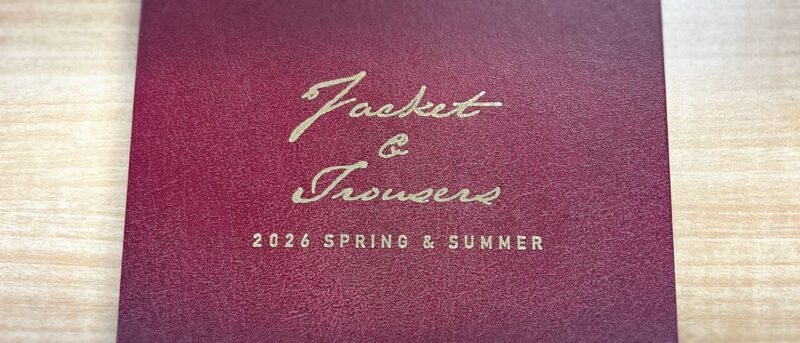 Jacket
&
Trousers
2026 SPRING & SUMMER